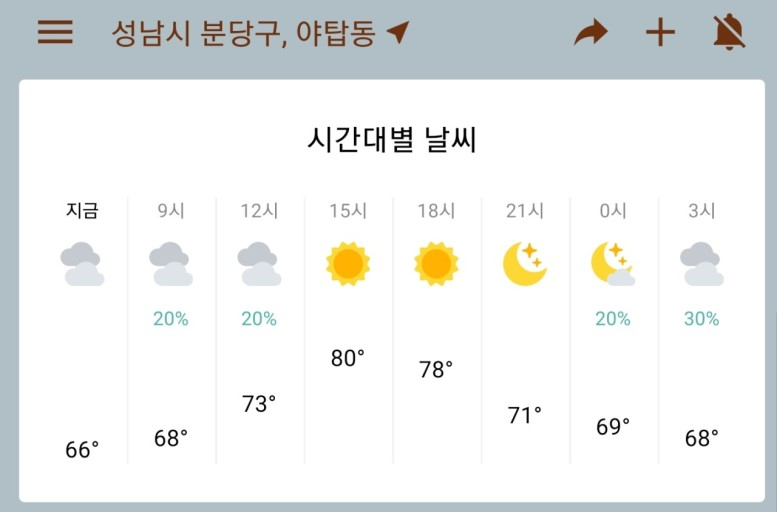 성남시 분당구, 야탑동
시간대별 날씨
지금 9시 12시 15시 18시 21시 0시 3시
20% 20% 20% 30%
66° 68° 73° 80° 78° 71° 69° 68°